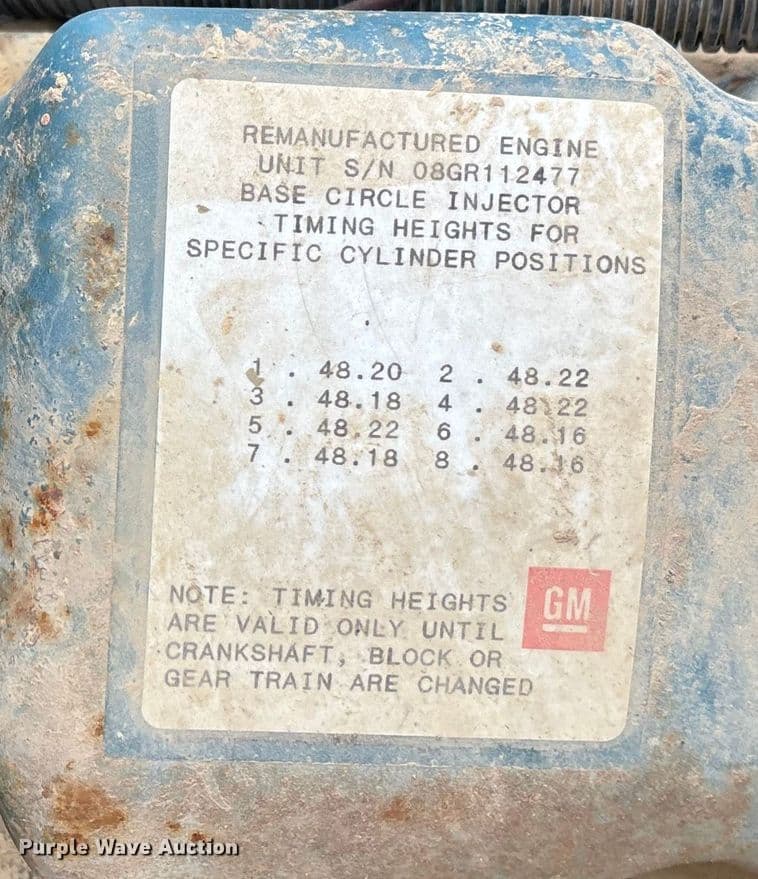 REMANUFACTURED ENGINE
UNIT S/N 08GR112477
BASE CIRCLE INJECTOR
TIMING HEIGHTS FOR
SPECIFIC CYLINDER POSITIONS
1 . 48.20 2 . 48.22
3 . 48.18 4 . 48.22
5 . 48.22 6 . 48.16
7 . 48.18 8 . 48.16
NOTE: TIMING HEIGHTS
ARE VALID ONLY UNTIL
CRANKSHAFT, BLOCK OR
GEAR TRAIN ARE CHANGED
GM
Purple Wave Auction